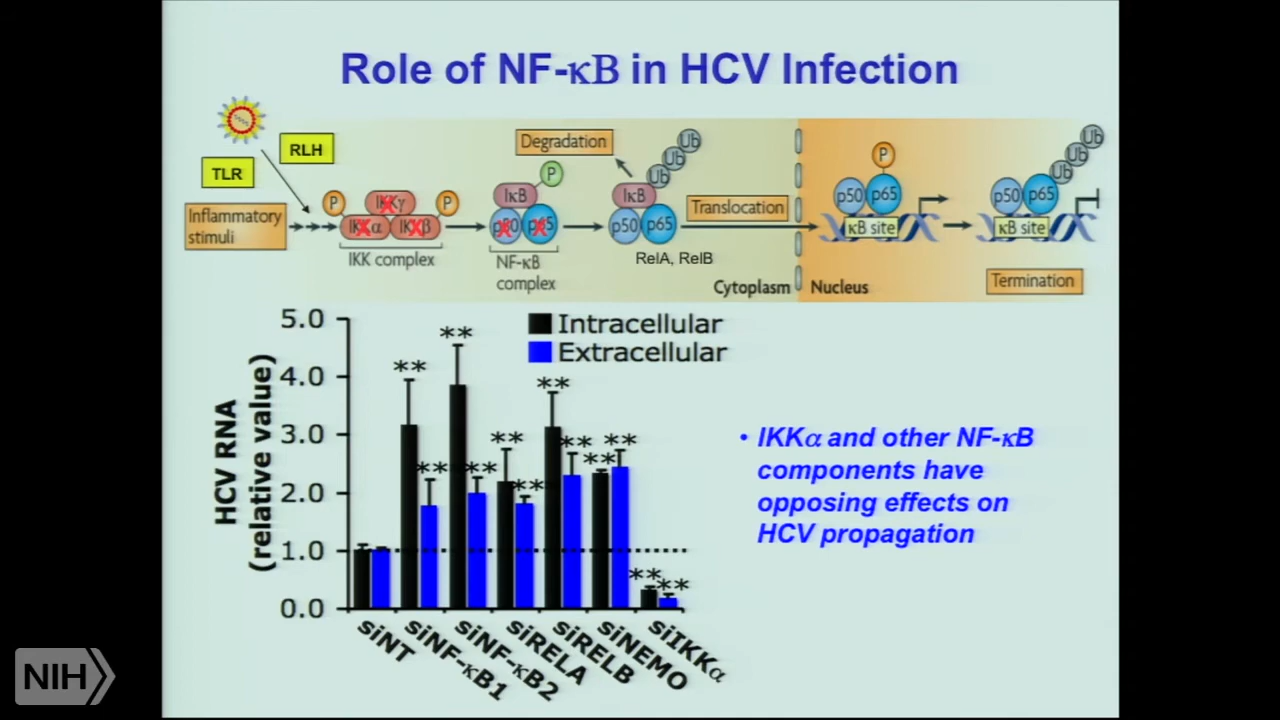 Role of NF-κB in HCV Infection
RLH
TLR
Inflammatory
stimuli
P
P
IKKγ
IKKα
IKKβ
IKK complex
Degradation
P
IκB
p50
p65
NF-κB
complex
Ub
Ub
Ub
IκB
p50
p65
RelA, RelB
Translocation
Cytoplasm
Nucleus
P
p50
p65
κB site
Ub
Ub
Ub
p50
p65
κB site
Termination
HCV RNA
(relative value)
5.0
4.0
3.0
2.0
1.0
0.0
Intracellular
Extracellular
**
**
**
**
**
**
**
**
**
**
**
**
siNT
siNF-κB1
siNF-κB2
siRELA
siRELB
siNEMO
siIKKα
• IKKα and other NF-κB
components have
opposing effects on
HCV propagation
NIH